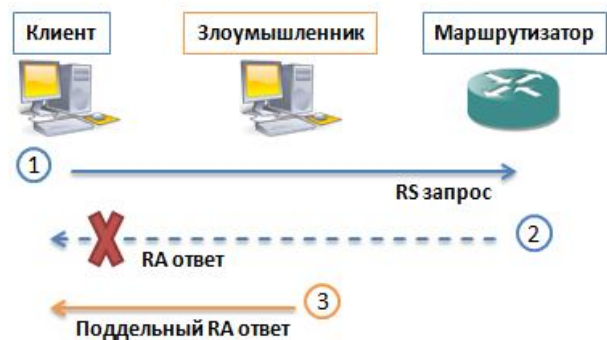 Клиент
Злоумышленник
Маршрутизатор
1
RS запрос
2
RA ответ
3
Поддельный RA ответ